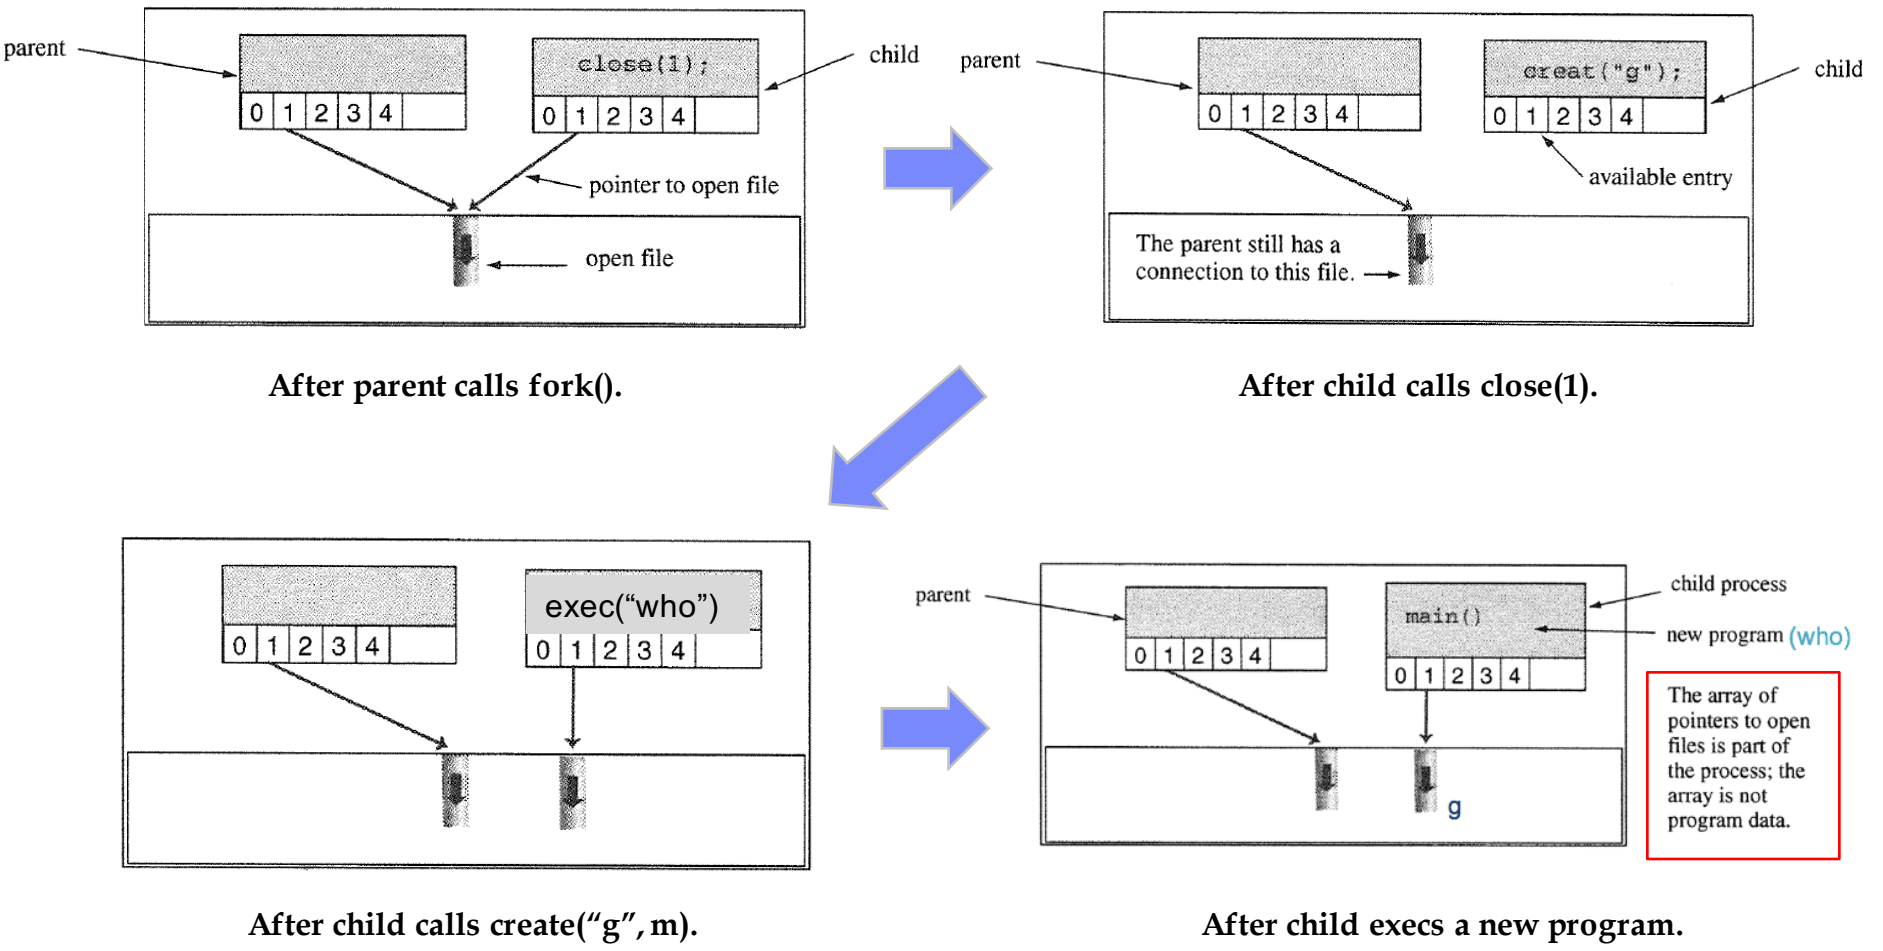 parent
close(1);
child
0 1 2 3 4
0 1 2 3 4
pointer to open file
open file
After parent calls fork().
parent
creat("g");
child
0 1 2 3 4
0 1 2 3 4
available entry
The parent still has a
connection to this file.
After child calls close(1).
exec(“who”)
0 1 2 3 4
0 1 2 3 4
After child calls create(“g”, m).
parent
main()
child process
new program (who)
0 1 2 3 4
0 1 2 3 4
g
The array of
pointers to open
files is part of
the process; the
array is not
program data.
After child execs a new program.